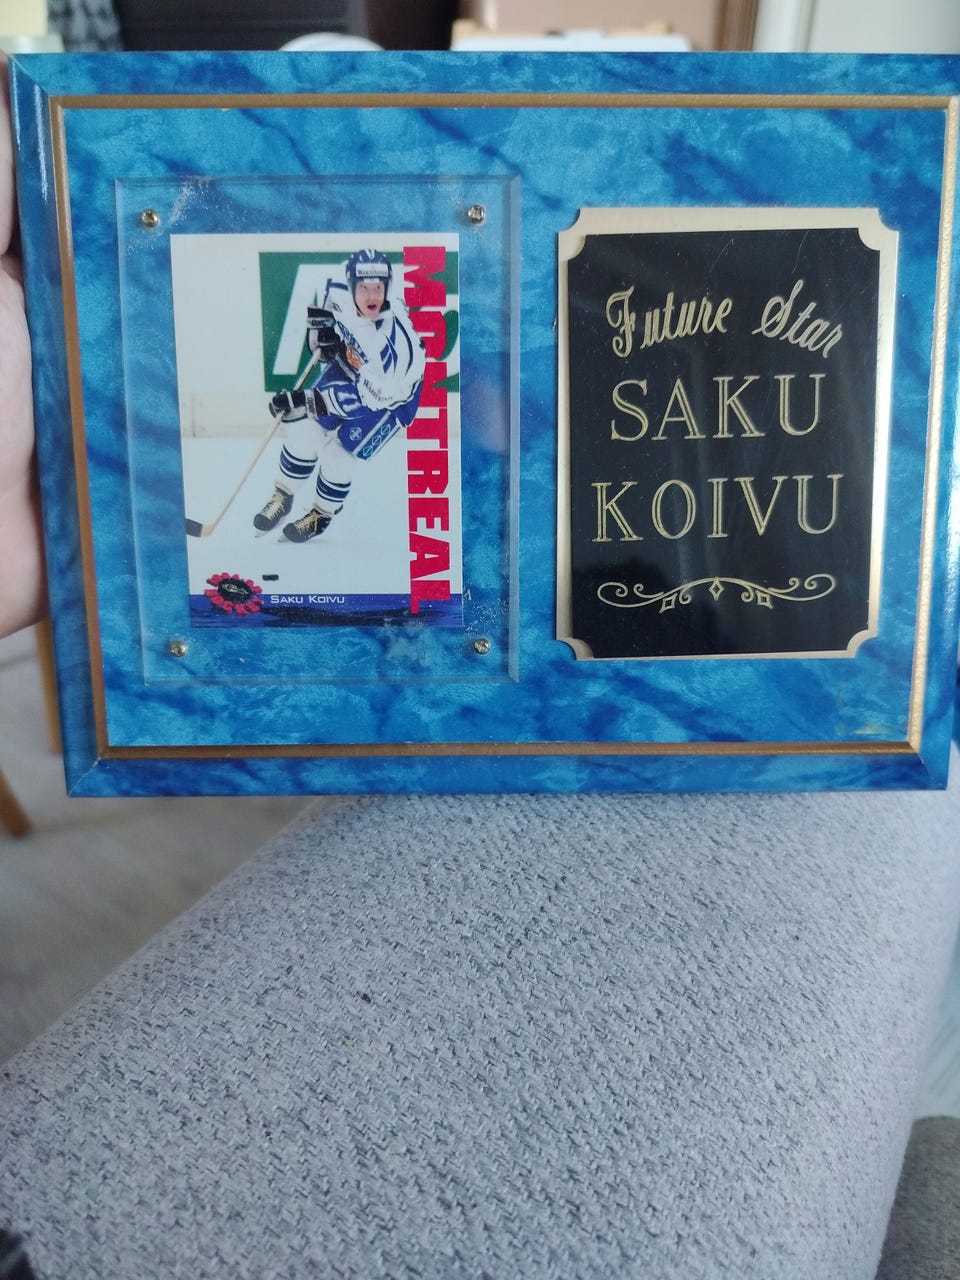 MONTREAL
SAKU KOIVU
Future Star
SAKU
KOIVU